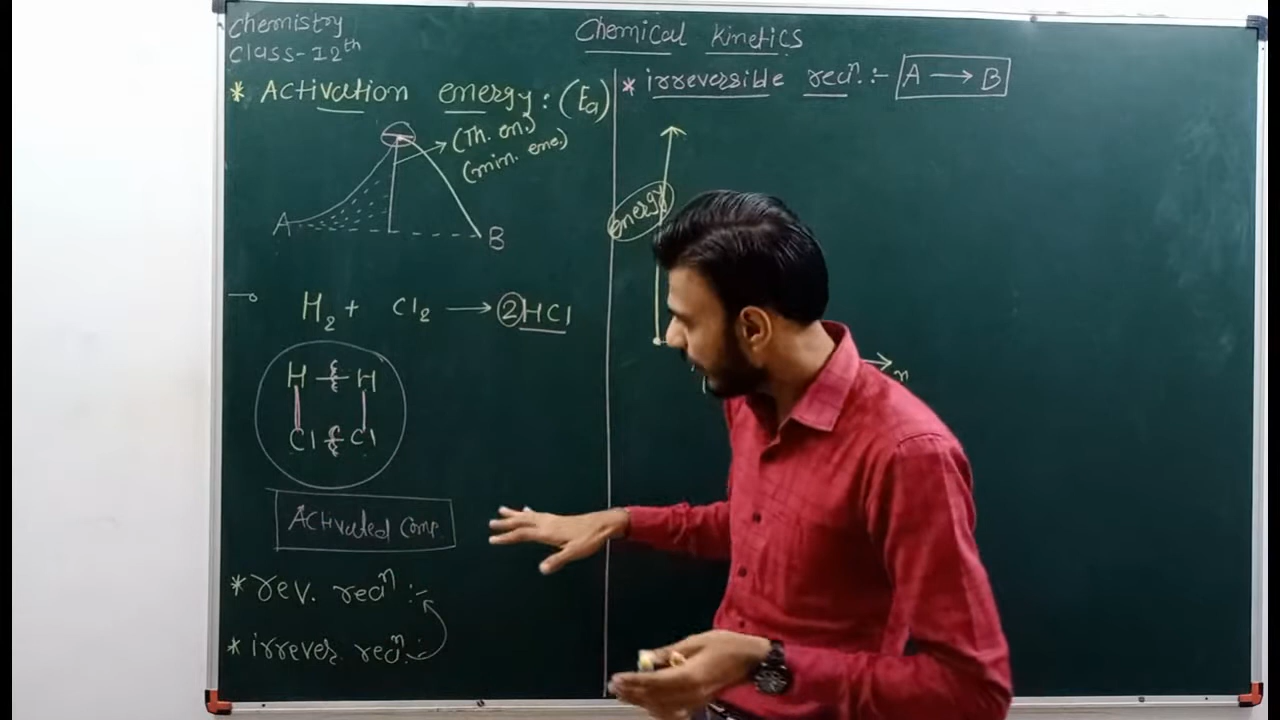 Chemistry
Class-12th
Chemical kinetics
* Activation energy: (Ea)
(Th. en.)
(min. ene.)
A
B
H2 + Cl2 → 2HCl
H H
Cl Cl
Activated Comp.
* rev. reaⁿ :-
* irrever. reaⁿ:-
* irreversible reaⁿ.:- A → B
energy